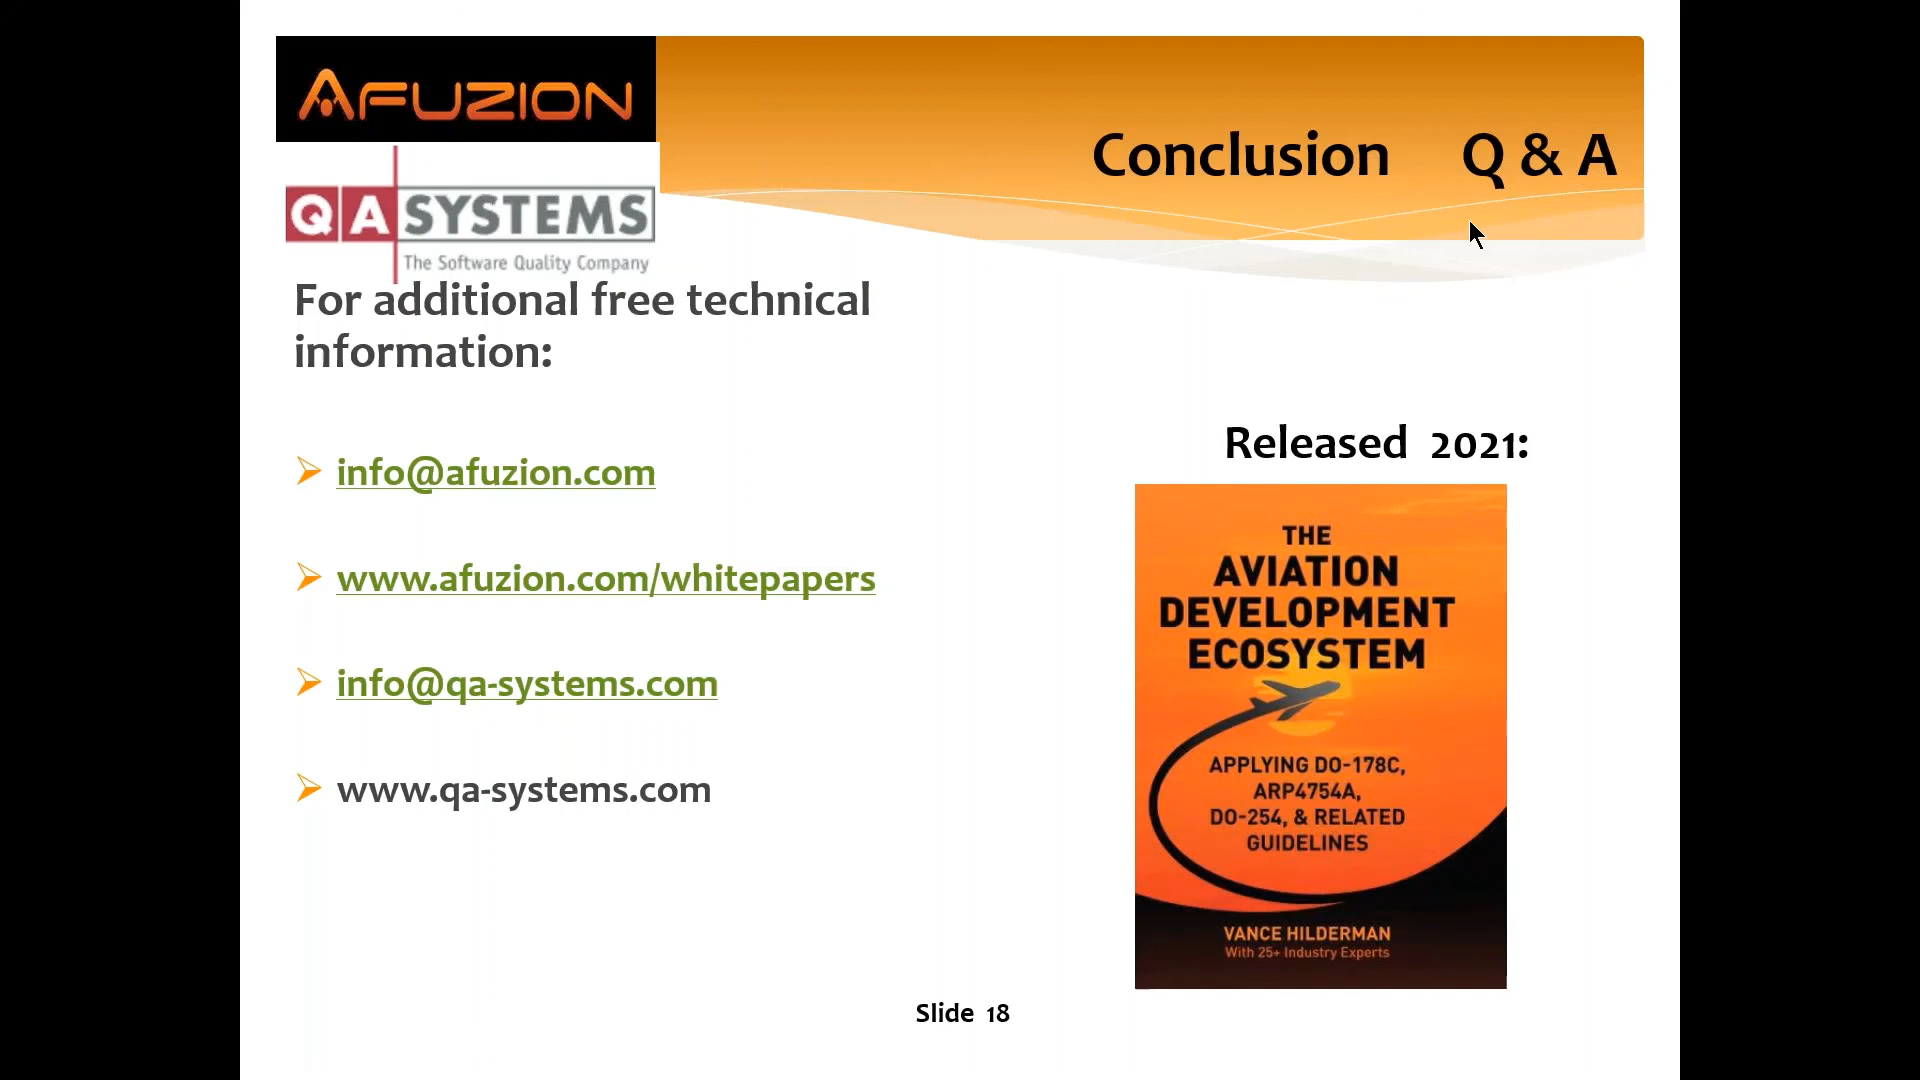 AFUZION
Conclusion Q & A
QA SYSTEMS
The Software Quality Company
For additional free technical
information:
info@afuzion.com
www.afuzion.com/whitepapers
info@qa-systems.com
www.qa-systems.com
Released 2021:
THE
AVIATION
DEVELOPMENT
ECOSYSTEM
APPLYING DO-178C,
ARP4754A,
DO-254, & RELATED
GUIDELINES
VANCE HILDERMAN
With 25+ Industry Experts
Slide 18